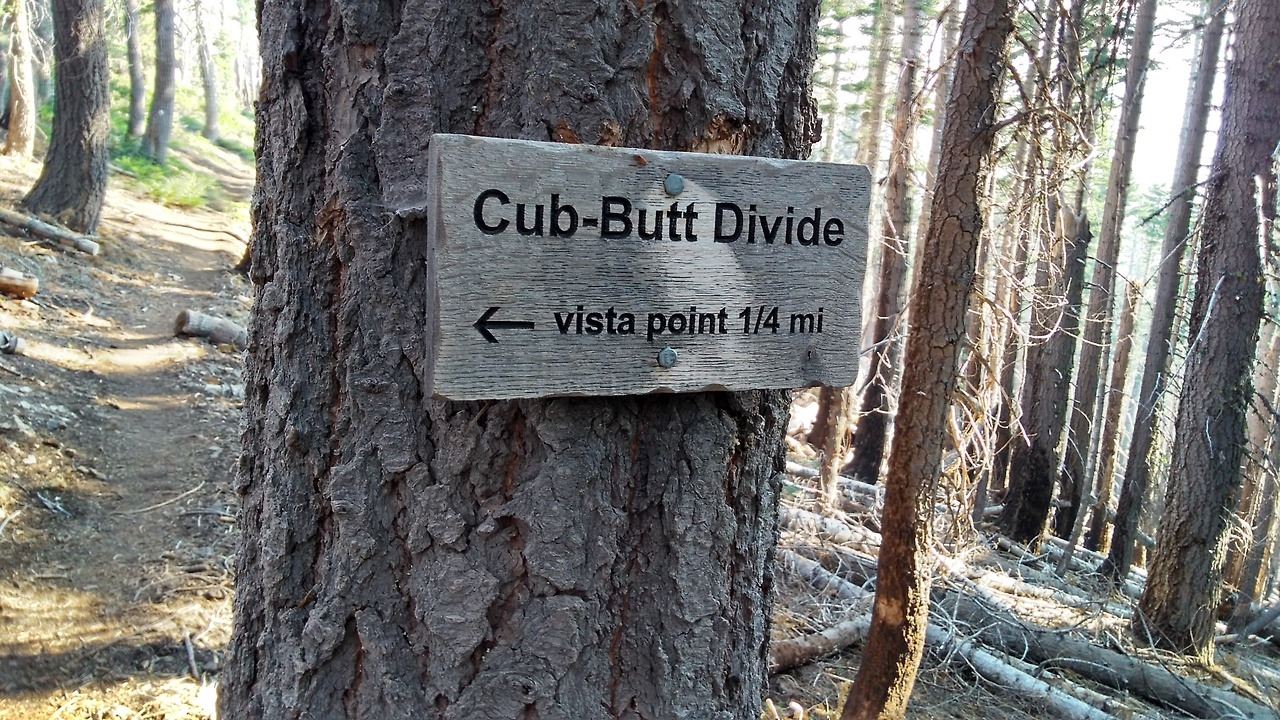 Cub-Butt Divide
← vista point 1/4 mi